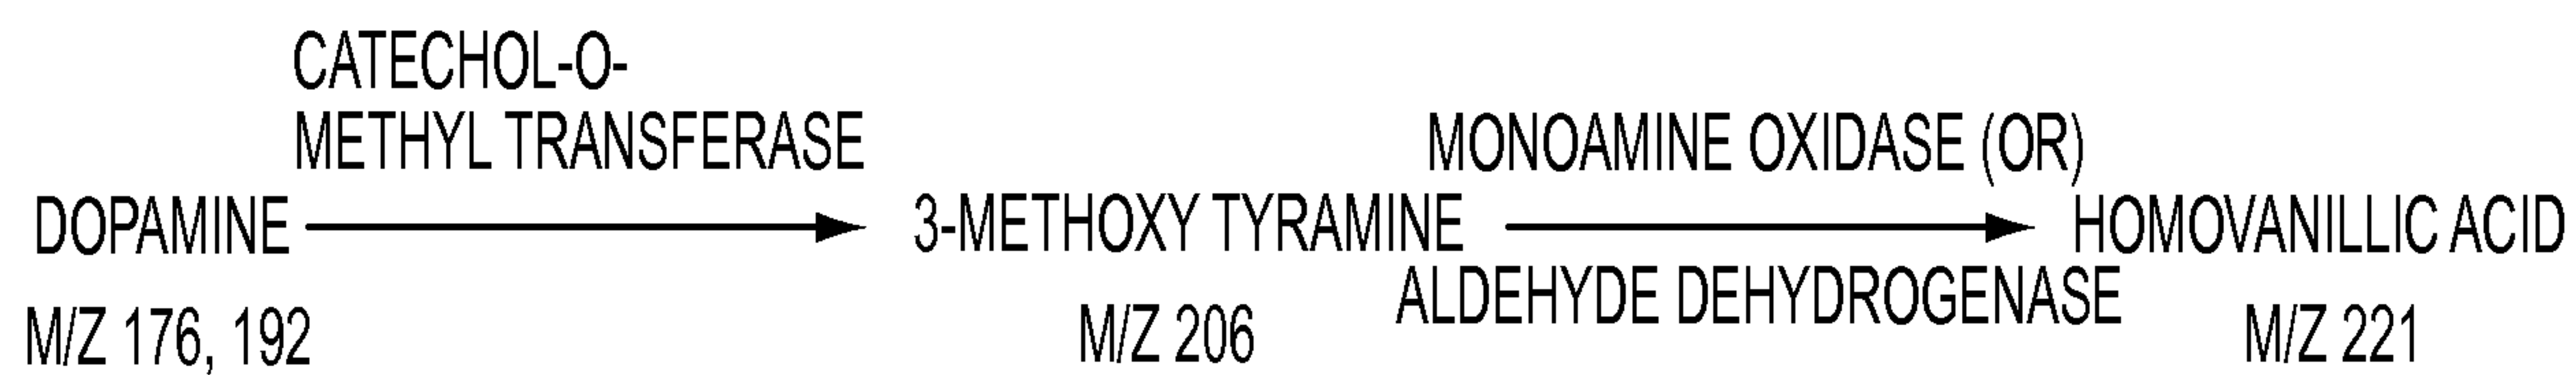 CATECHOL-O-
METHYL TRANSFERASE
MONOAMINE OXIDASE (OR)
DOPAMINE
3-METHOXY TYRAMINE
HOMOVANILLIC ACID
ALDEHYDE DEHYDROGENASE
M/Z 176, 192
M/Z 206
M/Z 221